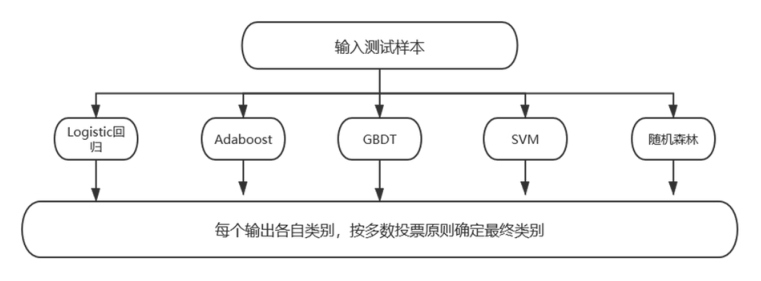 输入测试样本
Logistic回
归
Adaboost
GBDT
SVM
随机森林
每个输出各自类别，按多数投票原则确定最终类别